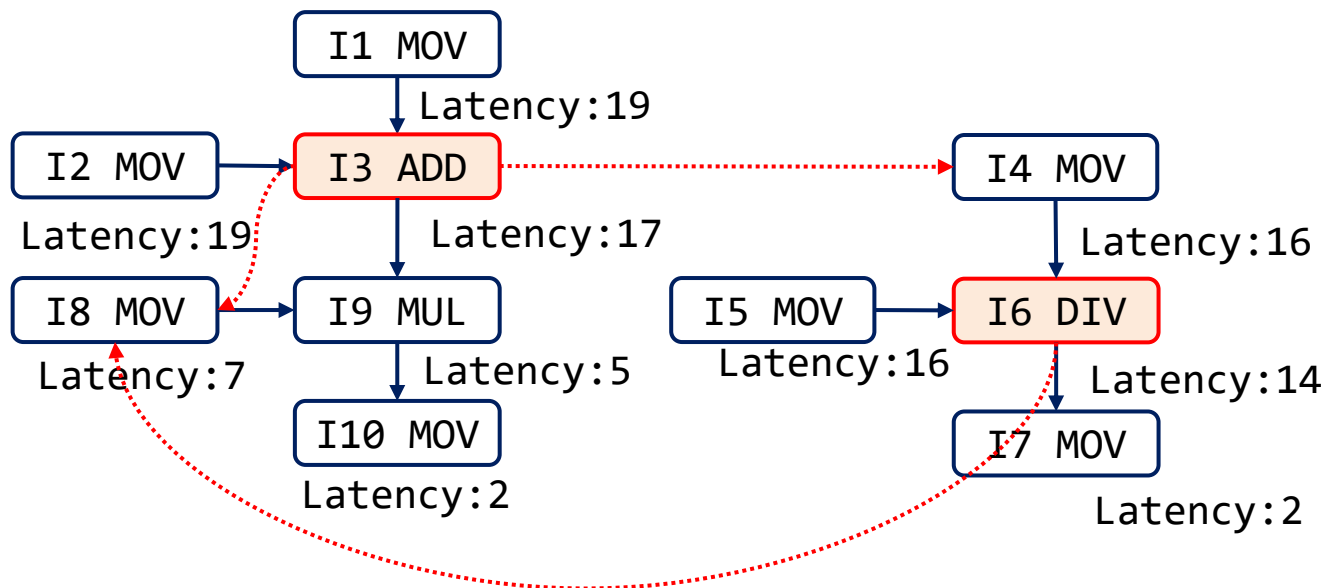 I1 MOV
Latency:19
I2 MOV
I3 ADD
I4 MOV
Latency:19
Latency:17
Latency:16
I8 MOV
I9 MUL
I5 MOV
I6 DIV
Latency:7
Latency:5
Latency:16
Latency:14
I10 MOV
I7 MOV
Latency:2
Latency:2